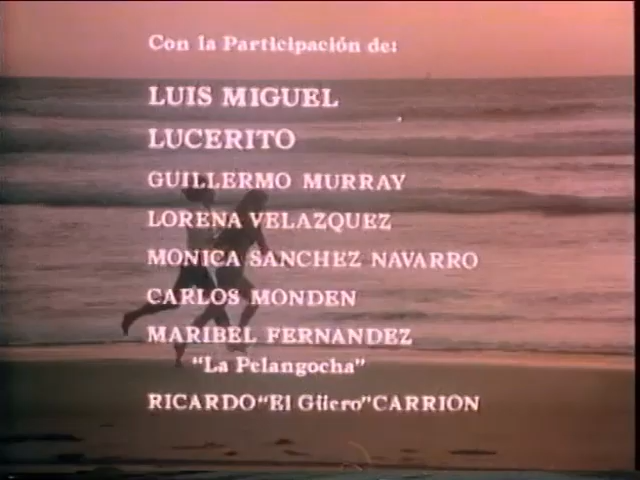 Con la Participación de:
LUIS MIGUEL
LUCERITO
GUILLERMO MURRAY
LORENA VELAZQUEZ
MONICA SANCHEZ NAVARRO
CARLOS MONDEN
MARIBEL FERNANDEZ
"La Pelangocha"
RICARDO "El Güero" CARRION